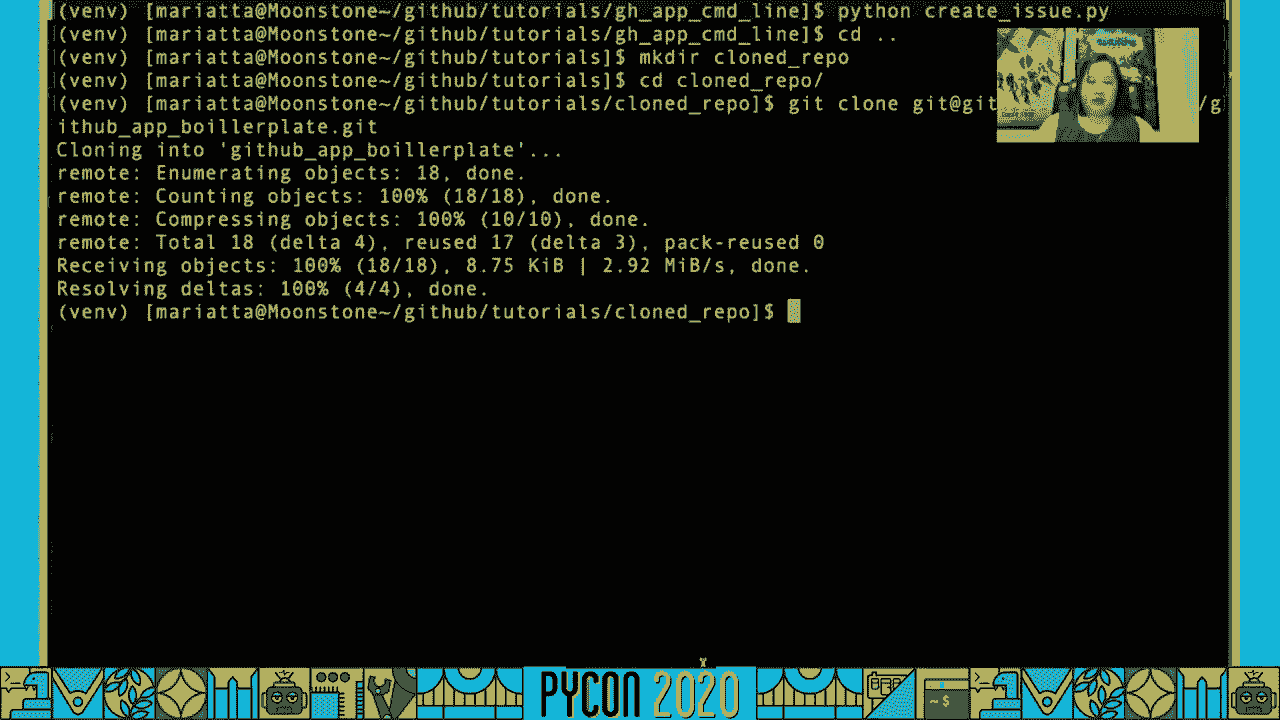 (venv) [mariatta@Moonstone~/github/tutorials/gh_app_cmd_line]$ python create_issue.py
(venv) [mariatta@Moonstone~/github/tutorials/gh_app_cmd_line]$ cd ..
(venv) [mariatta@Moonstone~/github/tutorials]$ mkdir cloned_repo
(venv) [mariatta@Moonstone~/github/tutorials]$ cd cloned_repo/
(venv) [mariatta@Moonstone~/github/tutorials/cloned_repo]$ git clone git@git /g
ithub_app_boillerplate.git
Cloning into 'github_app_boillerplate'...
remote: Enumerating objects: 18, done.
remote: Counting objects: 100% (18/18), done.
remote: Compressing objects: 100% (10/10), done.
remote: Total 18 (delta 4), reused 17 (delta 3), pack-reused 0
Receiving objects: 100% (18/18), 8.75 KiB | 2.92 MiB/s, done.
Resolving deltas: 100% (4/4), done.
(venv) [mariatta@Moonstone~/github/tutorials/cloned_repo]$
PYCON 2020
~ $